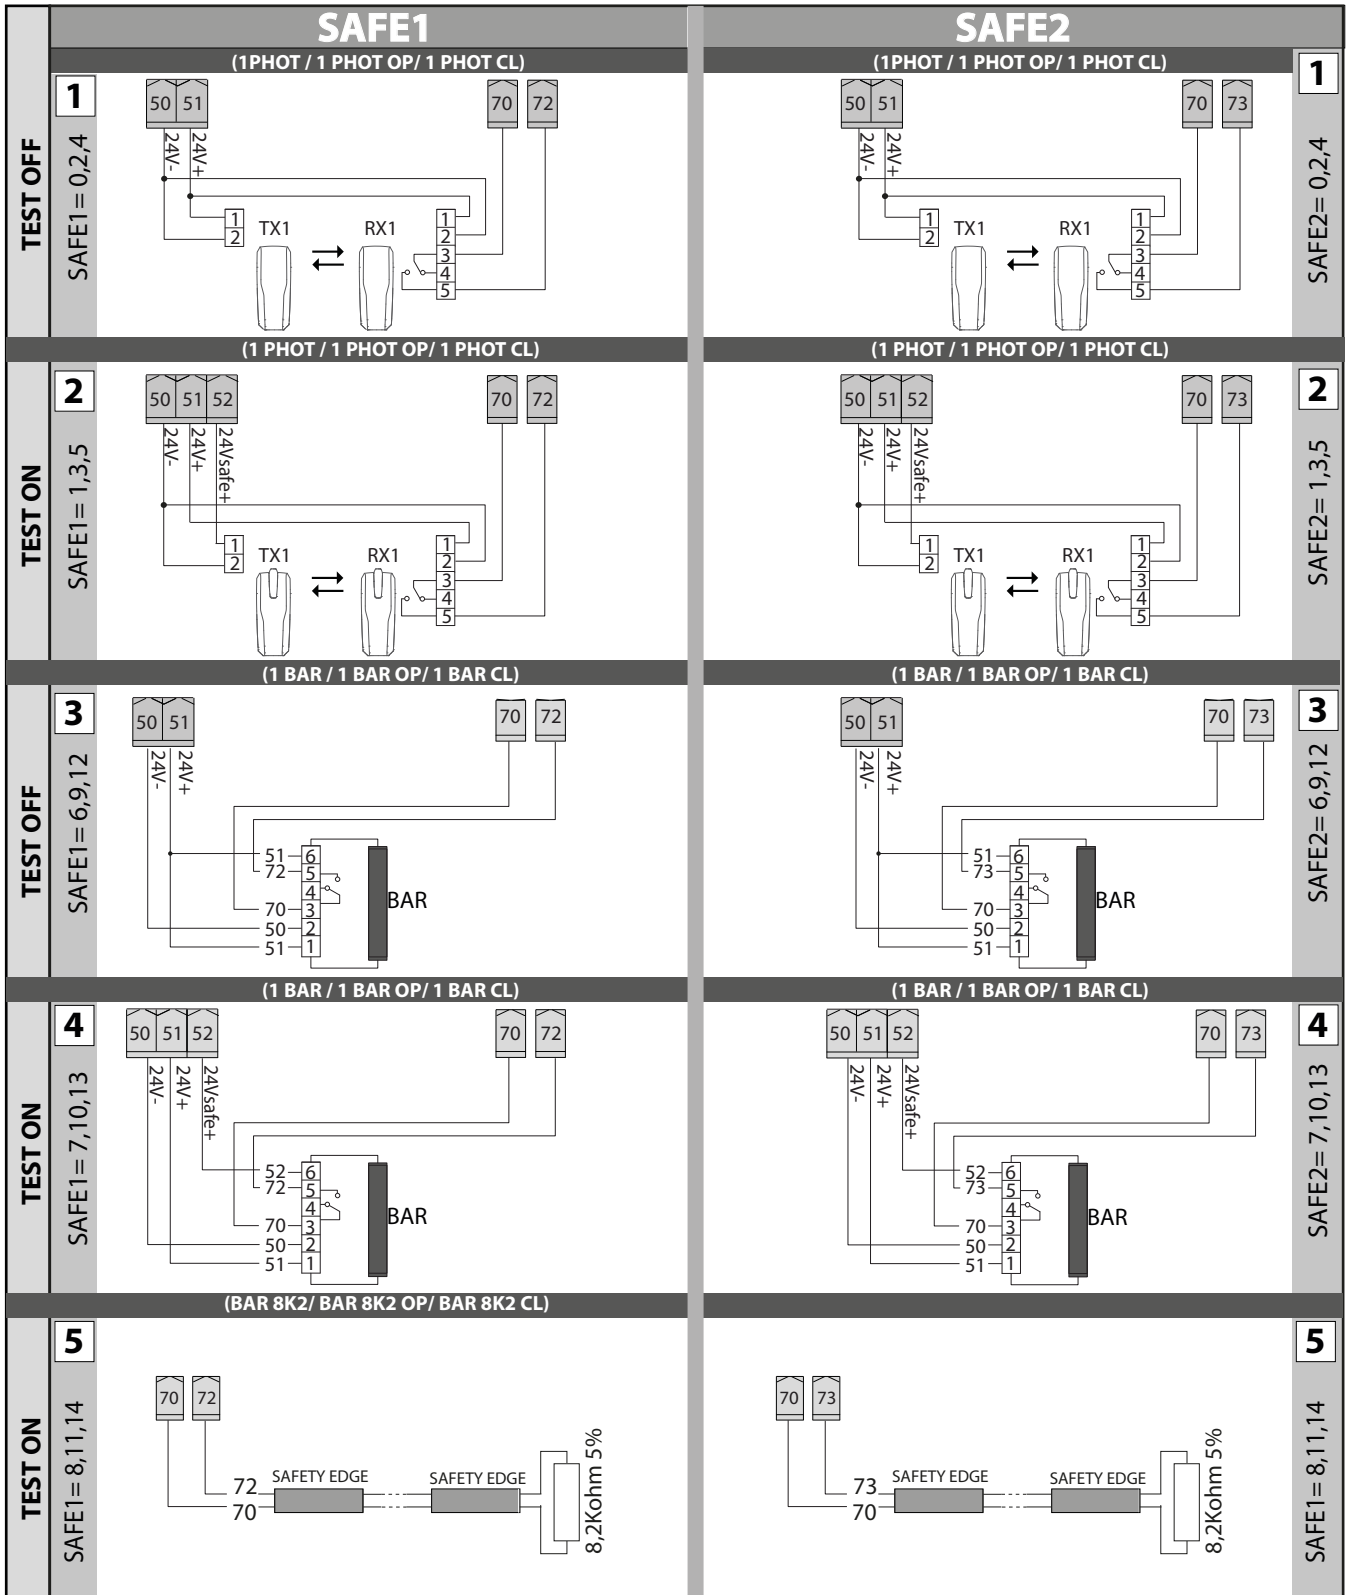 SAFE1
SAFE2
(1PHOT / 1 PHOT OP/ 1 PHOT CL)
(1PHOT / 1 PHOT OP/ 1 PHOT CL)
TEST OFF
1
SAFE1= 0,2,4
50 51 70 72
24V-
24V+
1
2
TX1
RX1
1
2
3
4
5
50 51 70 73
24V-
24V+
1
2
TX1
RX1
1
2
3
4
5
1
SAFE2= 0,2,4
(1 PHOT / 1 PHOT OP/ 1 PHOT CL)
(1 PHOT / 1 PHOT OP/ 1 PHOT CL)
TEST ON
2
SAFE1= 1,3,5
50 51 52 70 72
24V-
24V+
24Vsafe+
1
2
TX1
RX1
1
2
3
4
5
50 51 52 70 73
24V-
24V+
24Vsafe+
1
2
TX1
RX1
1
2
3
4
5
2
SAFE2= 1,3,5
(1 BAR / 1 BAR OP/ 1 BAR CL)
(1 BAR / 1 BAR OP/ 1 BAR CL)
TEST OFF
3
SAFE1= 6,9,12
50 51 70 72
24V-
24V+
51 6
72 5
4
70 3
50 2
51 1
BAR
50 51 70 73
24V-
24V+
51 6
73 5
4
70 3
50 2
51 1
BAR
3
SAFE2= 6,9,12
(1 BAR / 1 BAR OP/ 1 BAR CL)
(1 BAR / 1 BAR OP/ 1 BAR CL)
TEST ON
4
SAFE1= 7,10,13
50 51 52 70 72
24V-
24V+
24Vsafe+
52 6
72 5
4
70 3
50 2
51 1
BAR
50 51 52 70 73
24V-
24V+
24Vsafe+
52 6
73 5
4
70 3
50 2
51 1
BAR
4
SAFE2= 7,10,13
(BAR 8K2/ BAR 8K2 OP/ BAR 8K2 CL)
TEST ON
5
SAFE1= 8,11,14
70 72
72
70
SAFETY EDGE
SAFETY EDGE
8,2Kohm 5%
70 73
73
70
SAFETY EDGE
SAFETY EDGE
8,2Kohm 5%
5
SAFE1= 8,11,14